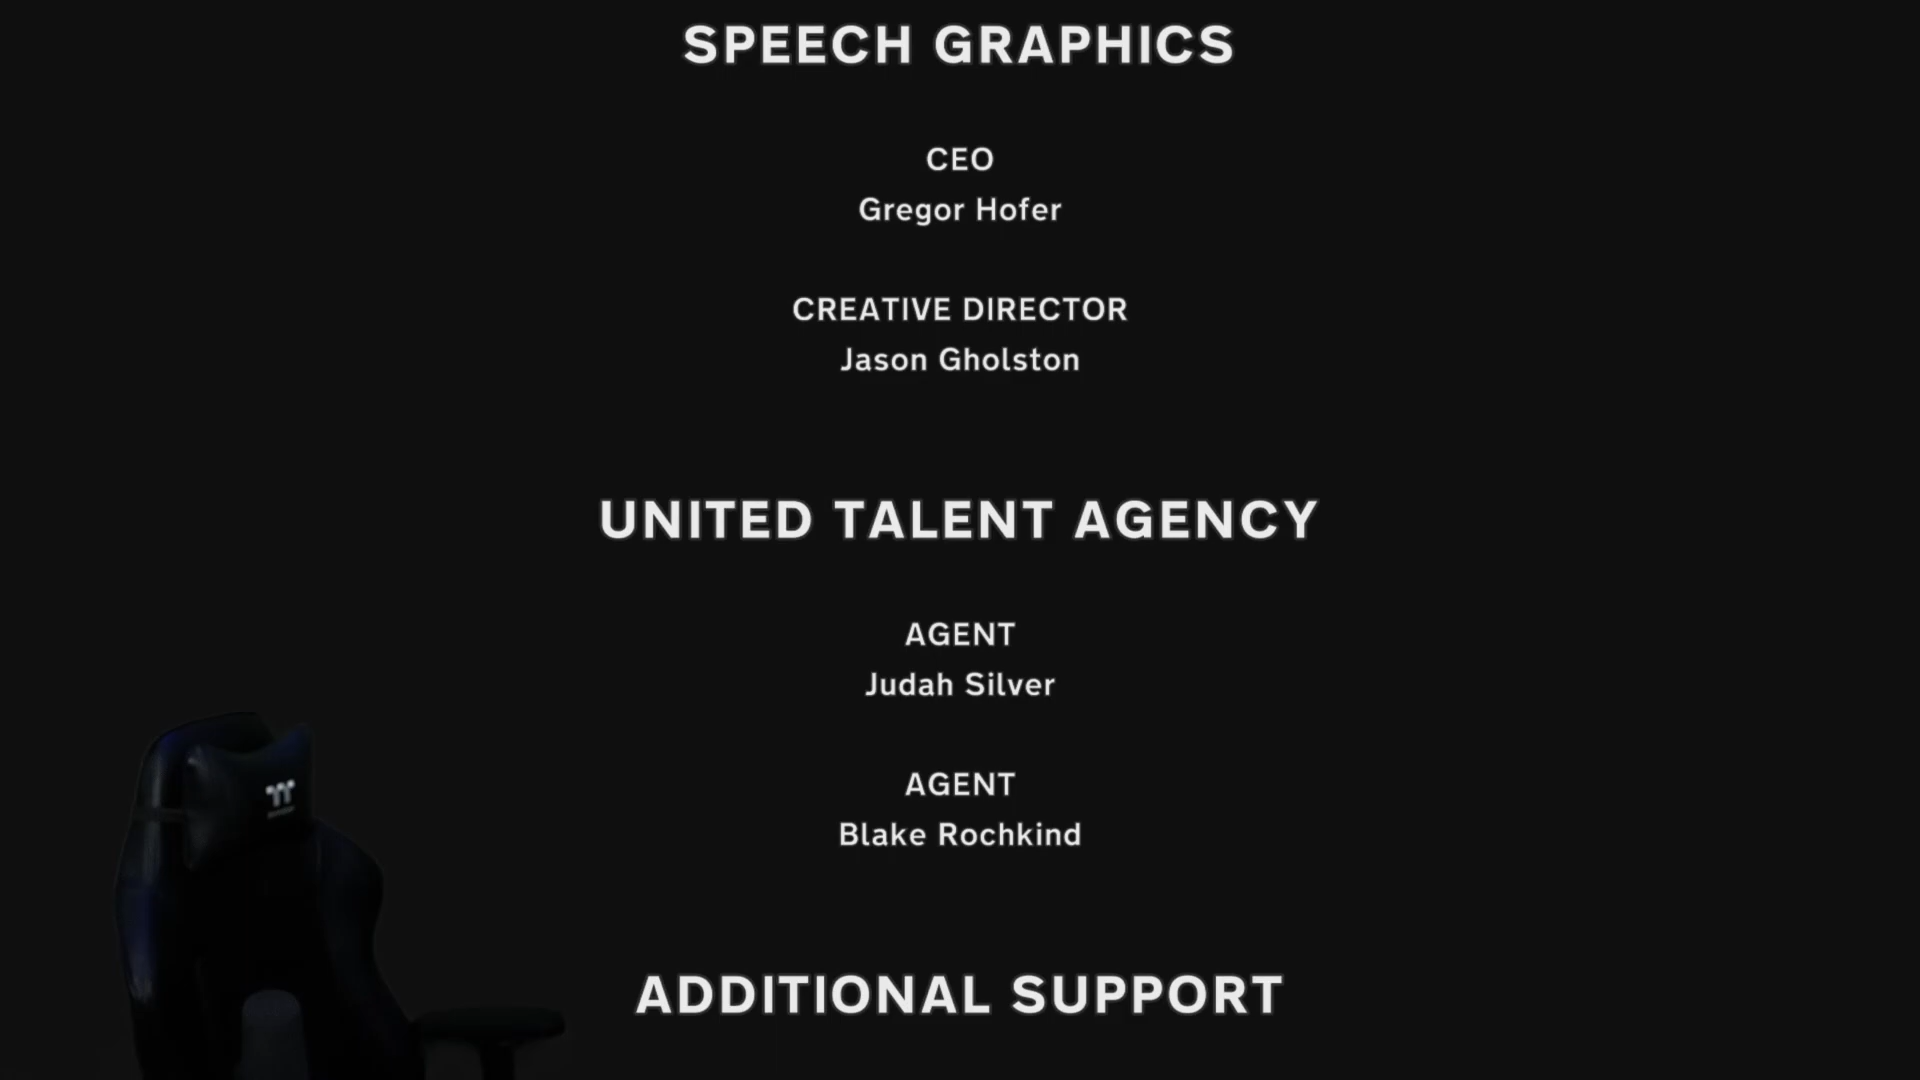 SPEECH GRAPHICS
CEO
Gregor Hofer
CREATIVE DIRECTOR
Jason Gholston
UNITED TALENT AGENCY
AGENT
Judah Silver
AGENT
Blake Rochkind
ADDITIONAL SUPPORT